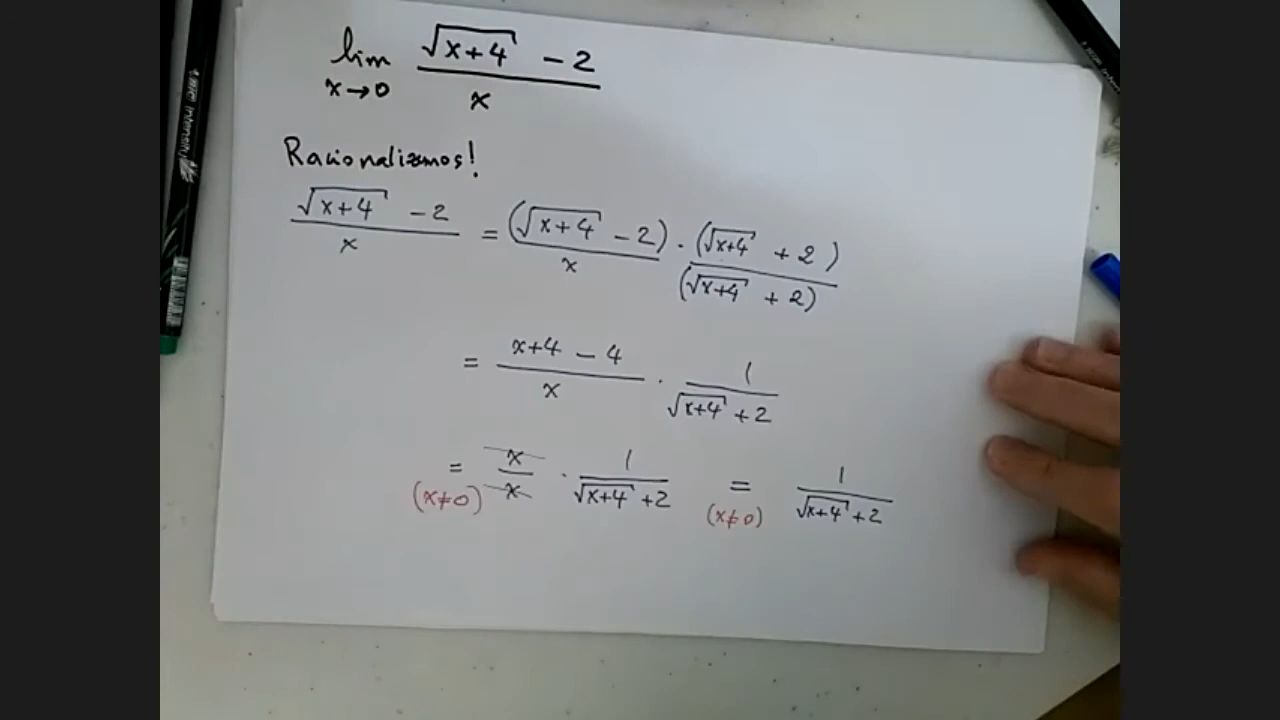 lim x→0 (√(x+4) − 2)/x
Racionalizmos!
(√(x+4) − 2)/x = (√(x+4) − 2)/x · (√(x+4) + 2)/(√(x+4) + 2)
= (x+4 − 4)/x · 1/(√(x+4) + 2)
= (x≠0) x/x · 1/(√(x+4) + 2) = (x≠0) 1/(√(x+4) + 2)